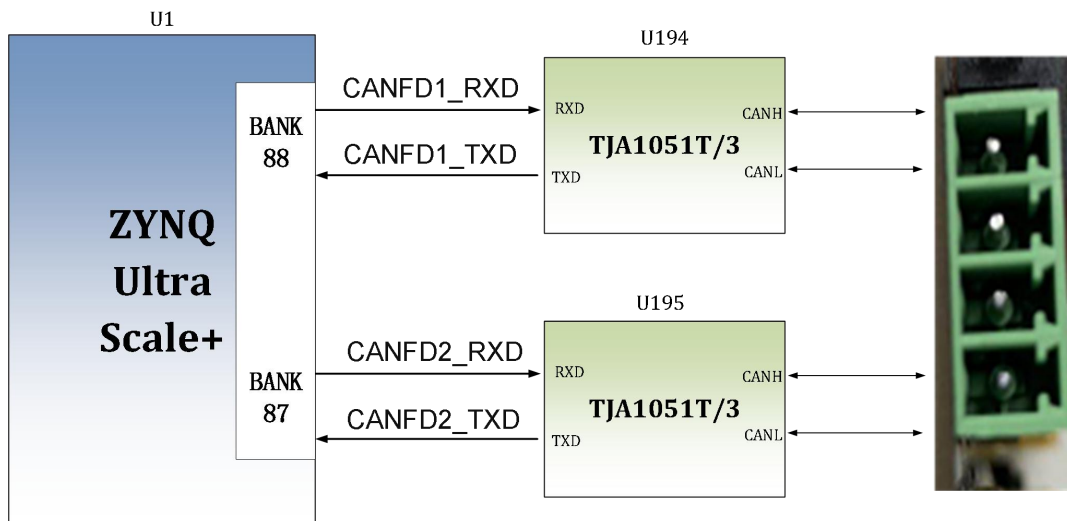 U1
ZYNQ
Ultra
Scale+
BANK
88
BANK
87
CANFD1_RXD
CANFD1_TXD
CANFD2_RXD
CANFD2_TXD
U194
RXD
CANH
TJA1051T/3
TXD
CANL
U195
RXD
CANH
TJA1051T/3
TXD
CANL